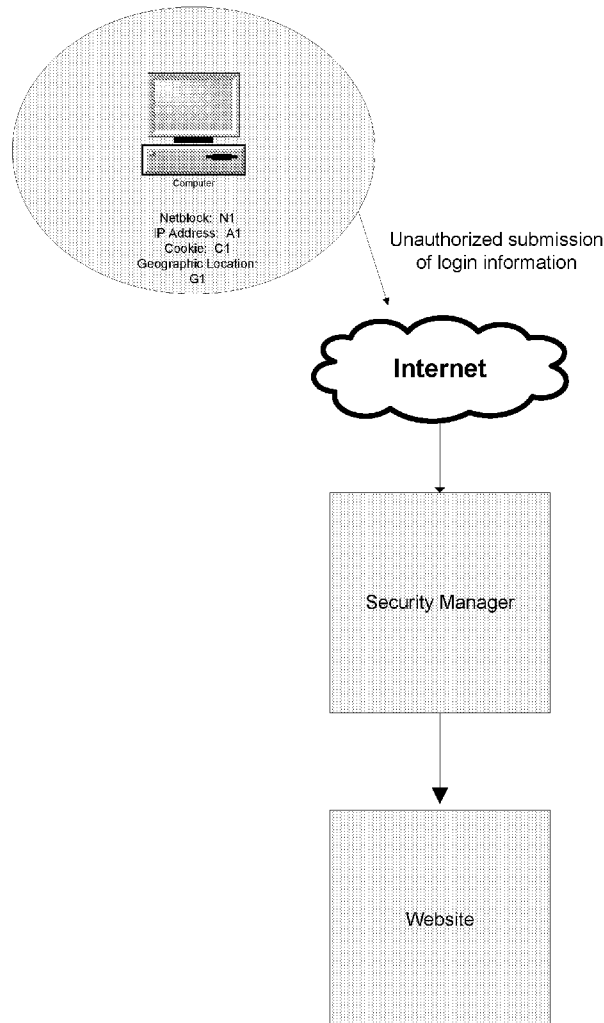 Computer
Netblock: N1
IP Address: A1
Cookie: C1
Geographic Location:
G1
Unauthorized submission
of login information
Internet
Security Manager
Website